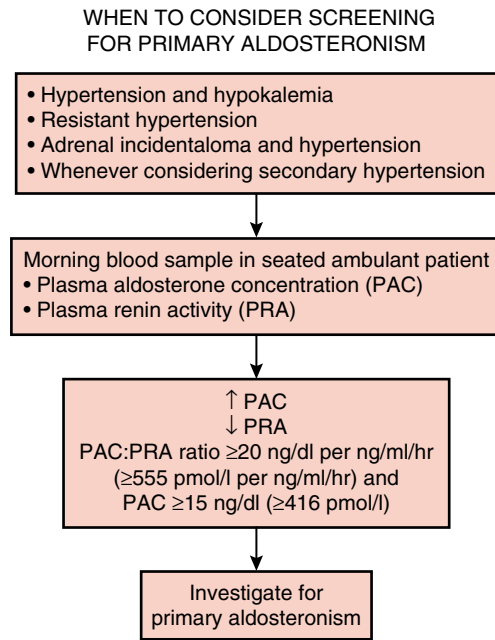 WHEN TO CONSIDER SCREENING
FOR PRIMARY ALDOSTERONISM
• Hypertension and hypokalemia
• Resistant hypertension
• Adrenal incidentaloma and hypertension
• Whenever considering secondary hypertension
Morning blood sample in seated ambulant patient
• Plasma aldosterone concentration (PAC)
• Plasma renin activity (PRA)
↑ PAC
↓ PRA
PAC:PRA ratio ≥20 ng/dl per ng/ml/hr
(≥555 pmol/l per ng/ml/hr) and
PAC ≥15 ng/dl (≥416 pmol/l)
Investigate for
primary aldosteronism